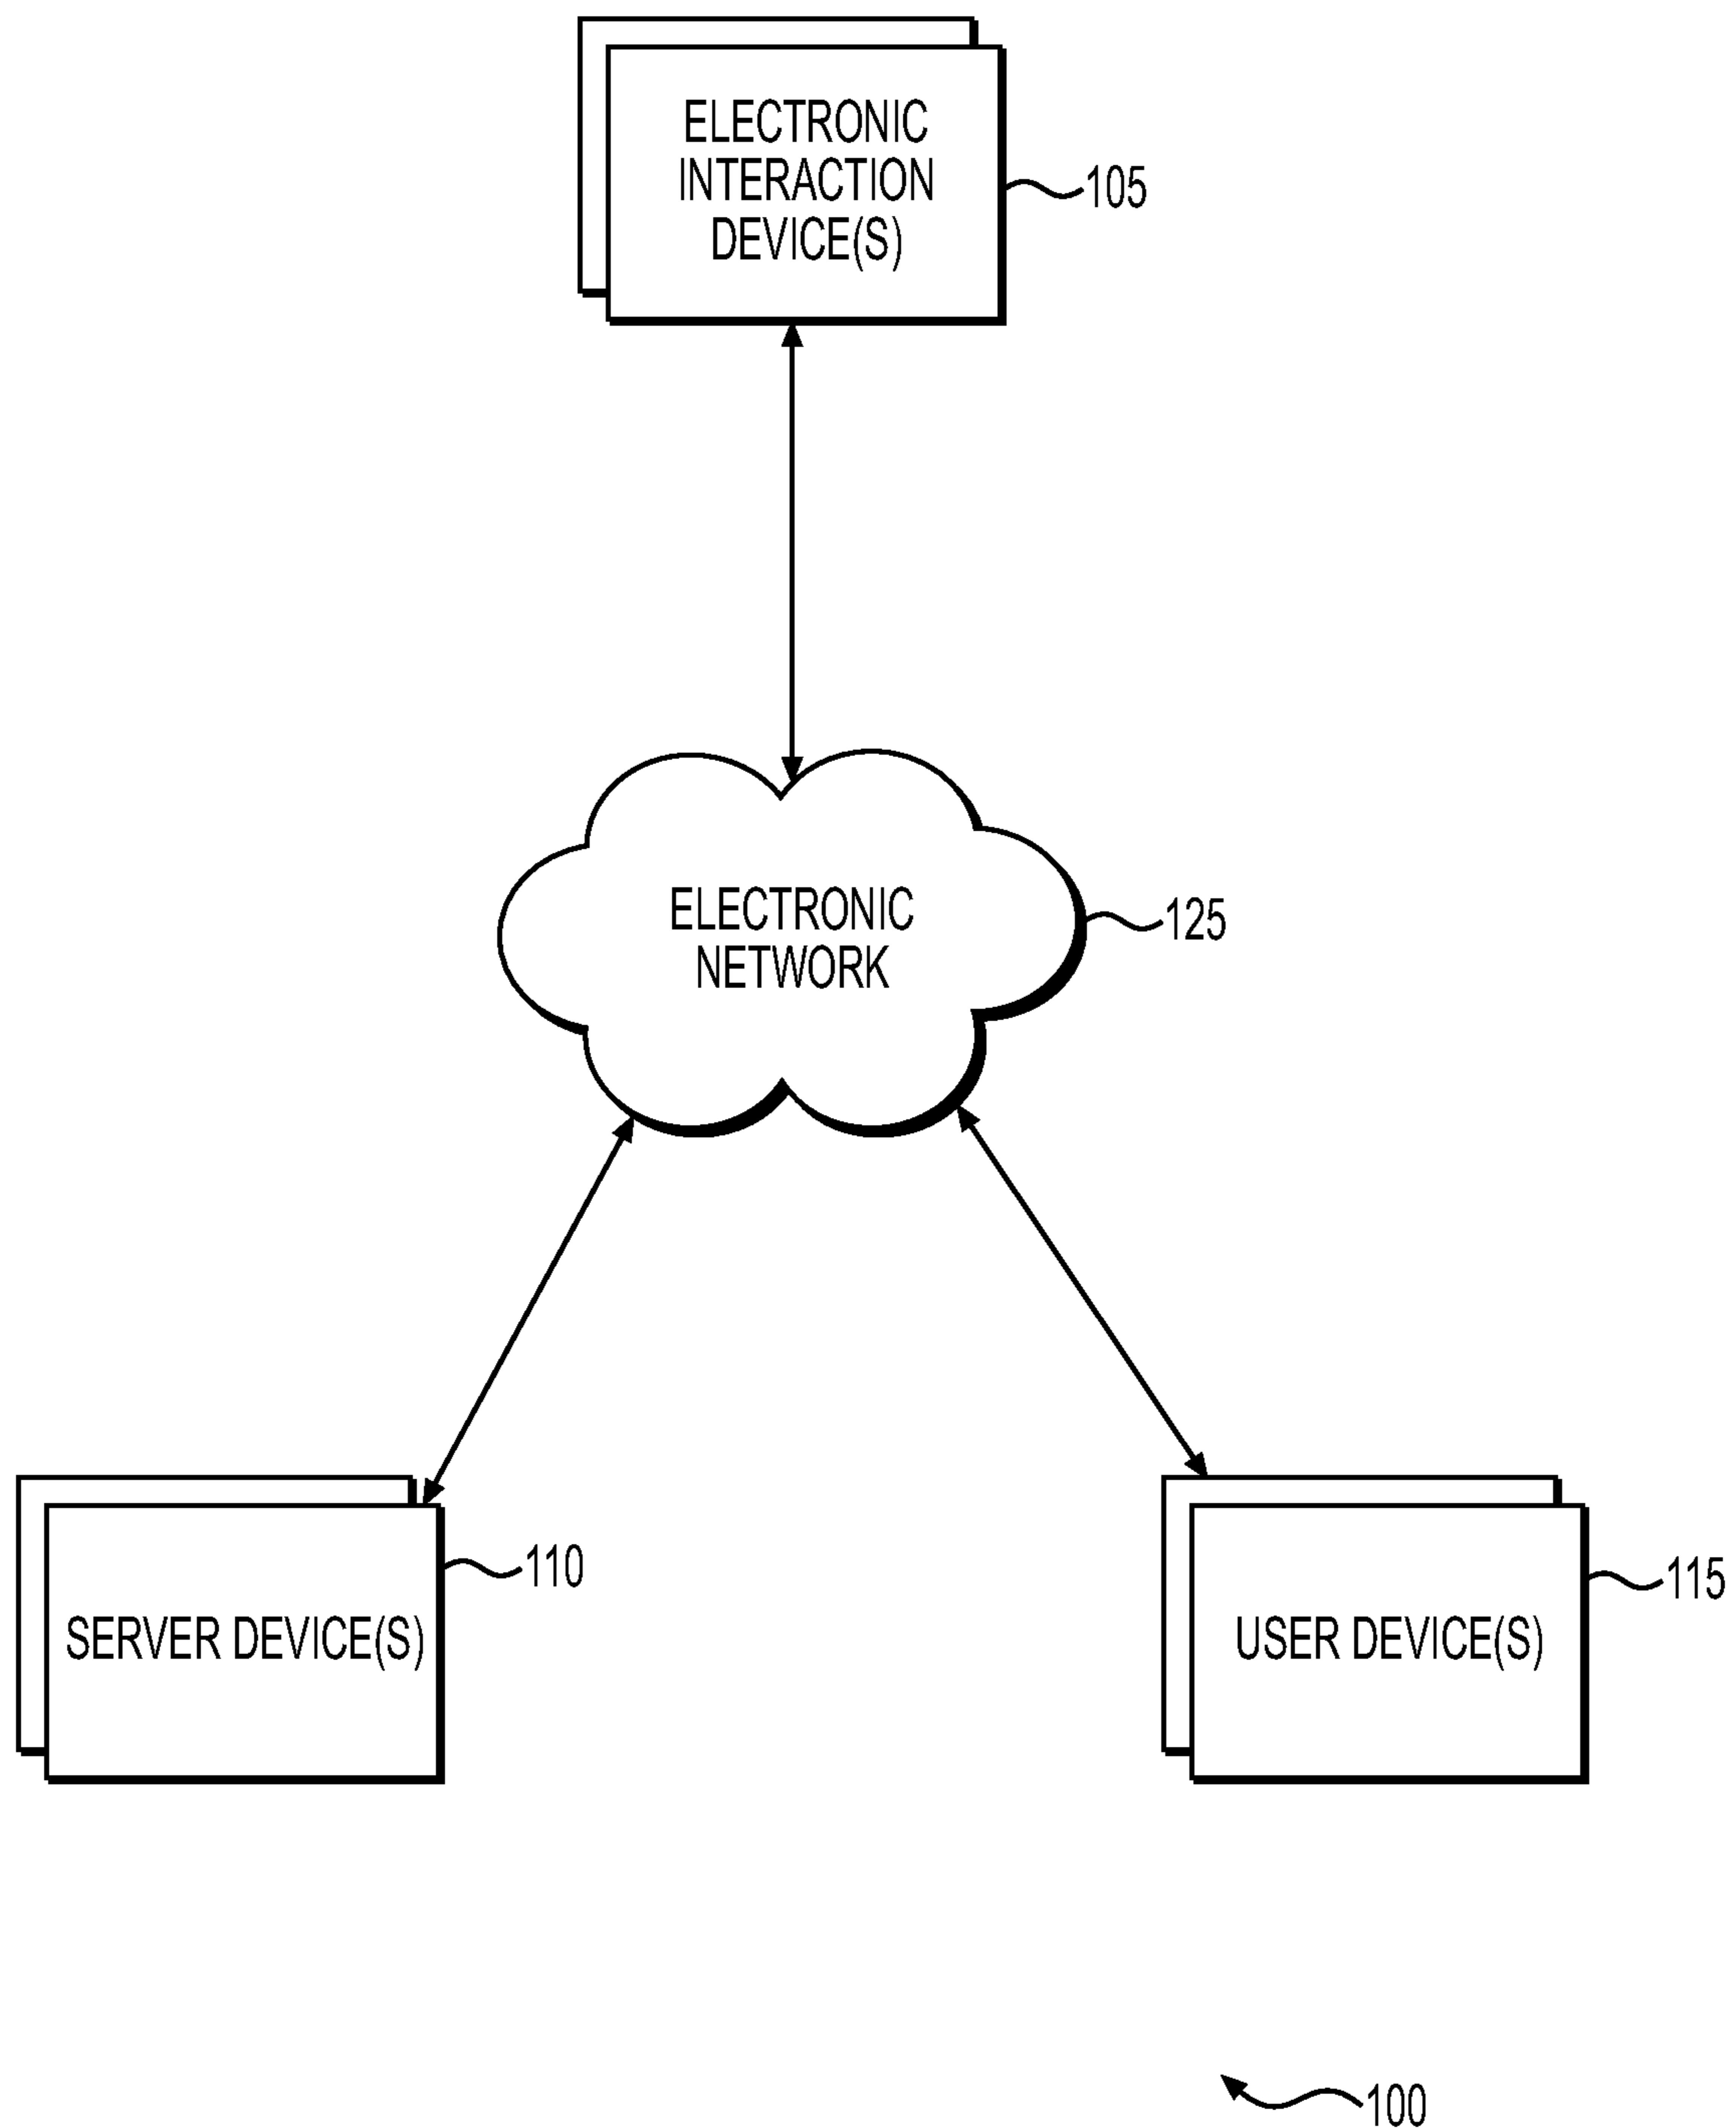 ELECTRONIC
INTERACTION
DEVICE(S)
105
ELECTRONIC
NETWORK
125
110
SERVER DEVICE(S)
115
USER DEVICE(S)
100